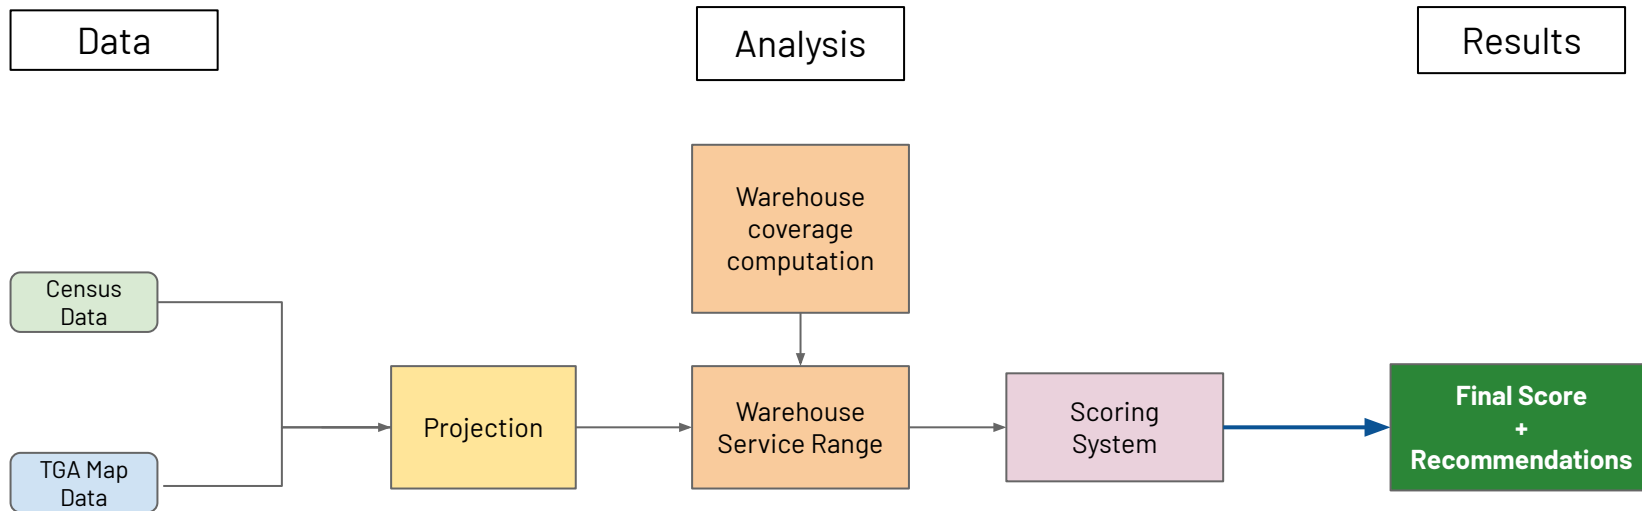 Data
Analysis
Results
Warehouse
coverage
computation
Census
Data
TGA Map
Data
Projection
Warehouse
Service Range
Scoring
System
Final Score
+
Recommendations